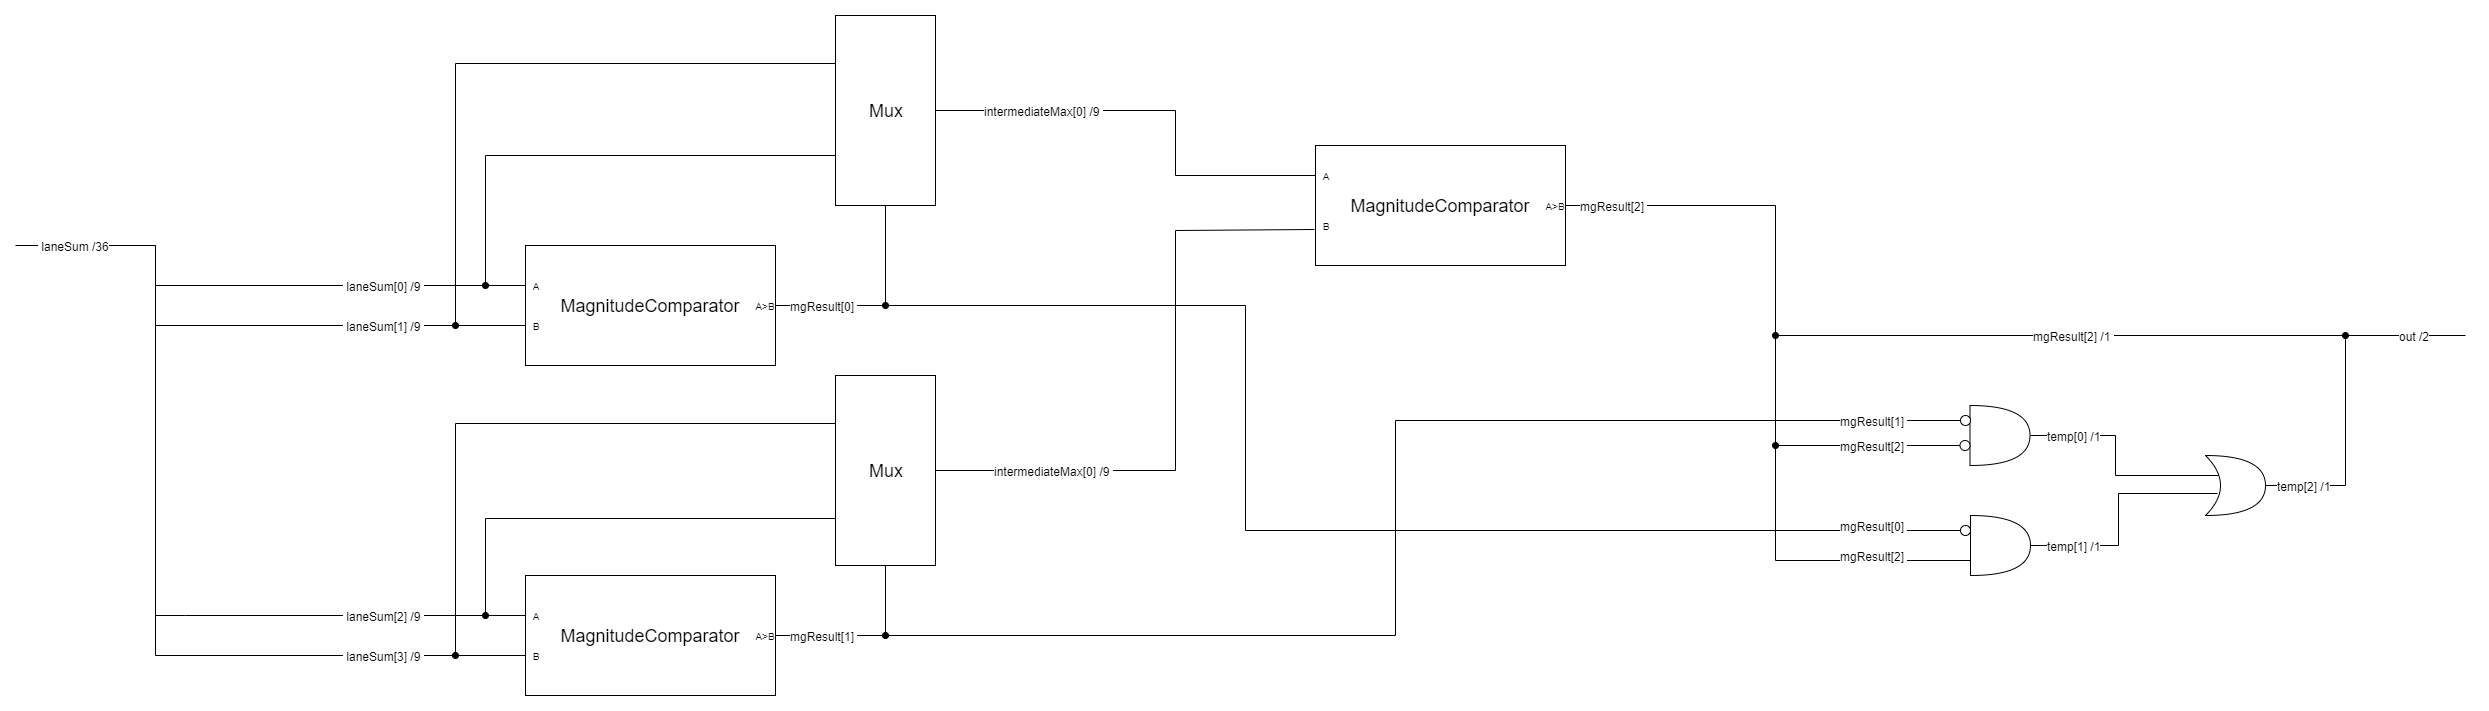 Mux
intermediateMax[0] /9
A
MagnitudeComparator
A>B
mgResult[2]
B
laneSum /36
laneSum[0] /9
A
MagnitudeComparator
A>B
mgResult[0]
laneSum[1] /9
B
mgResult[2] /1
out /2
Mux
intermediateMax[0] /9
mgResult[1]
mgResult[2]
temp[0] /1
temp[2] /1
mgResult[0]
mgResult[2]
temp[1] /1
laneSum[2] /9
A
MagnitudeComparator
A>B
mgResult[1]
laneSum[3] /9
B